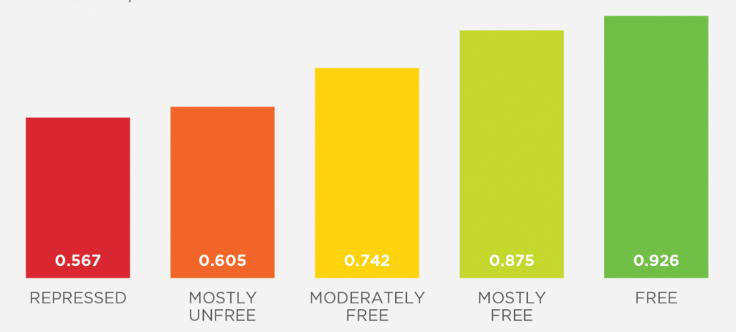 0.567
0.605
0.742
0.875
0.926
REPRESSED
MOSTLY
UNFREE
MODERATELY
FREE
MOSTLY
FREE
FREE